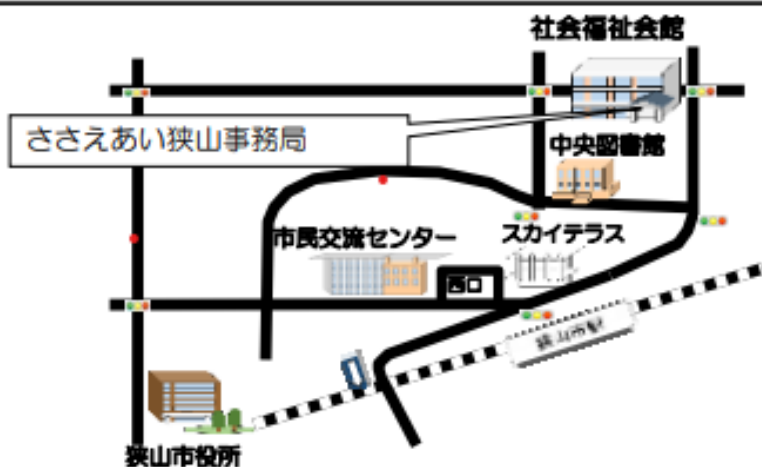 社会福祉会館
ささえあい狭山事務局
中央図書館
市民交流センター
スカイテラス
西口
狭山市駅
狭山市役所